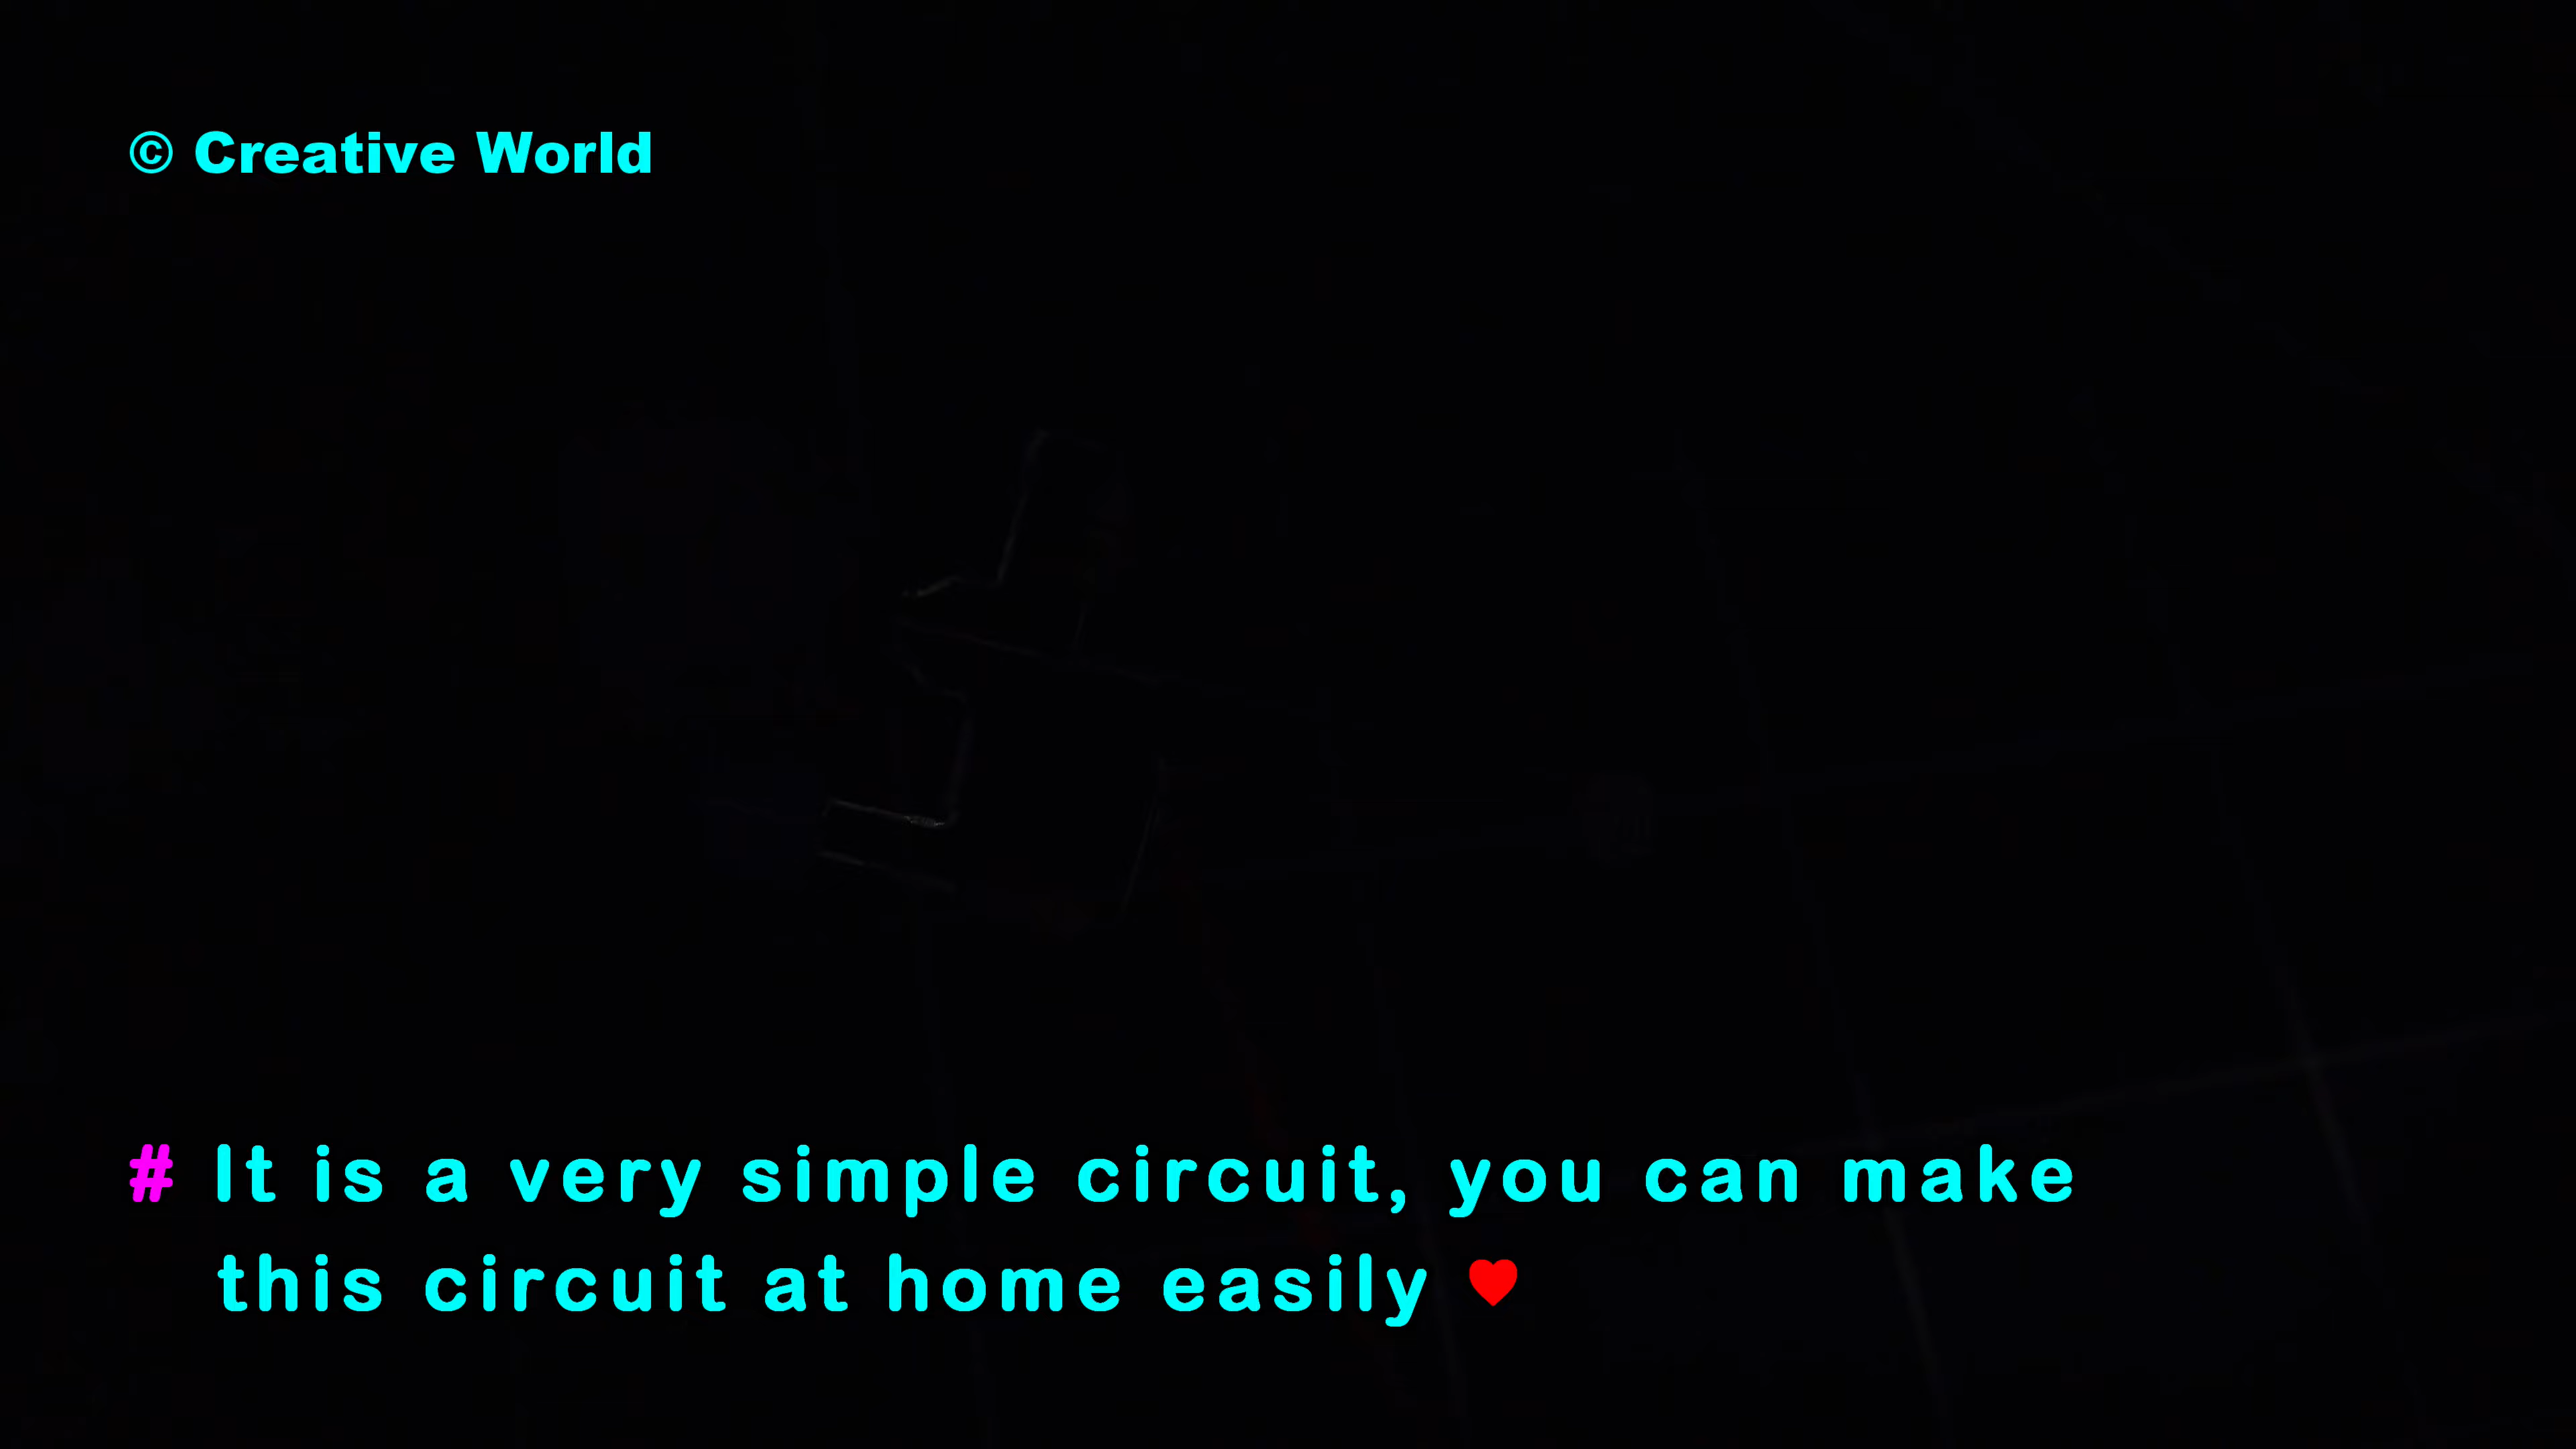 © Creative World
# It is a very simple circuit, you can make
this circuit at home easily ♥